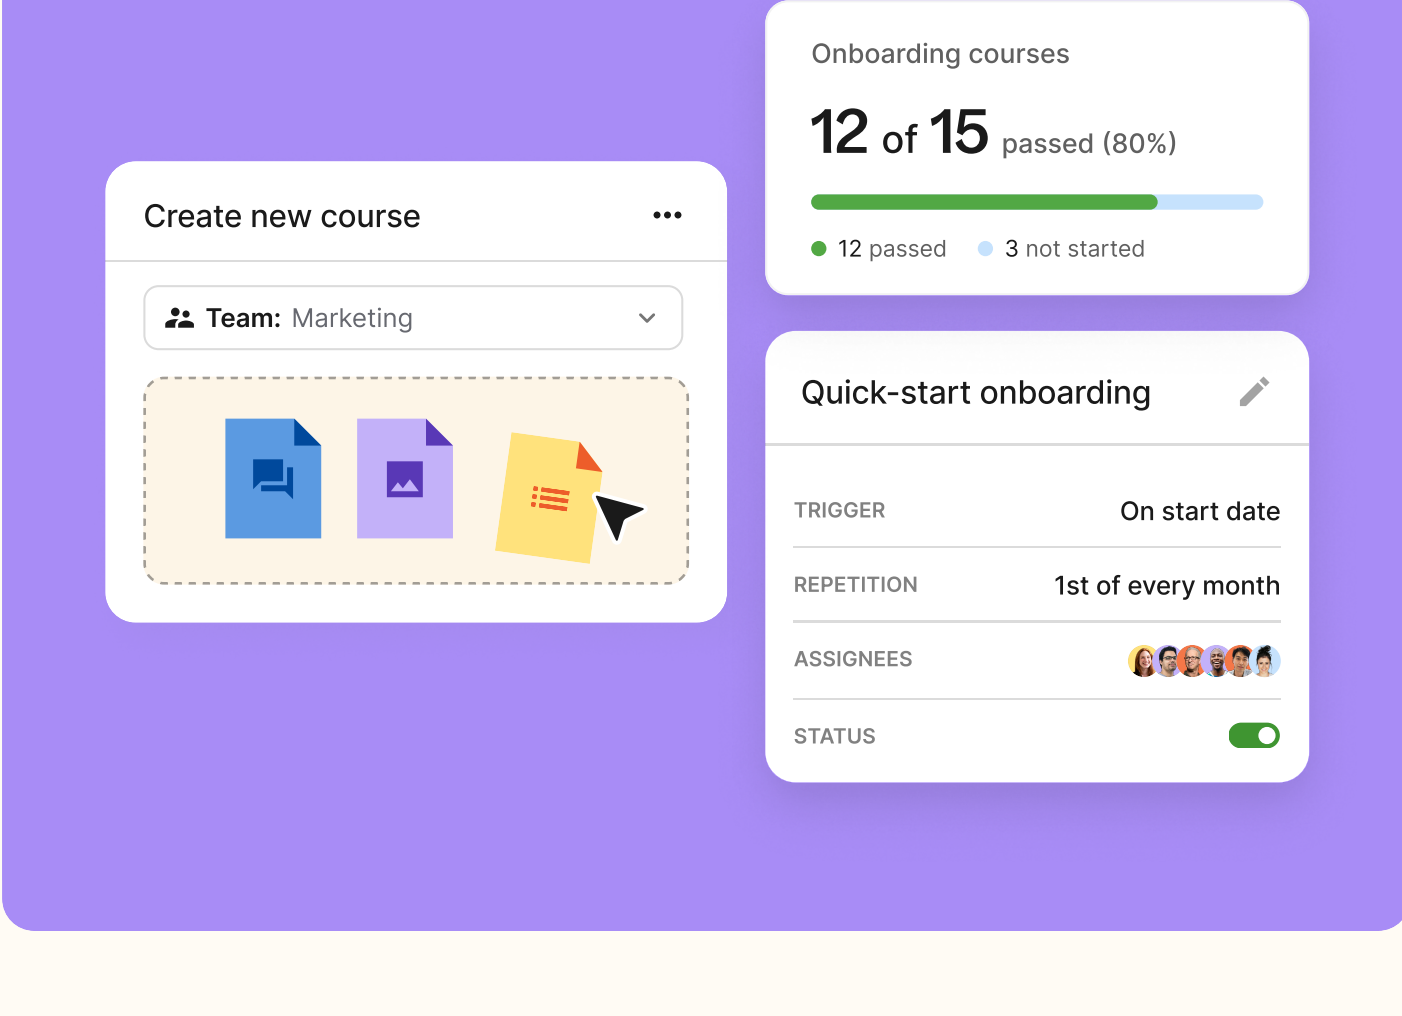 Onboarding courses
12 of 15 passed (80%)
12 passed 3 not started
Create new course
Team: Marketing
Quick-start onboarding
TRIGGER On start date
REPETITION 1st of every month
ASSIGNEES
STATUS